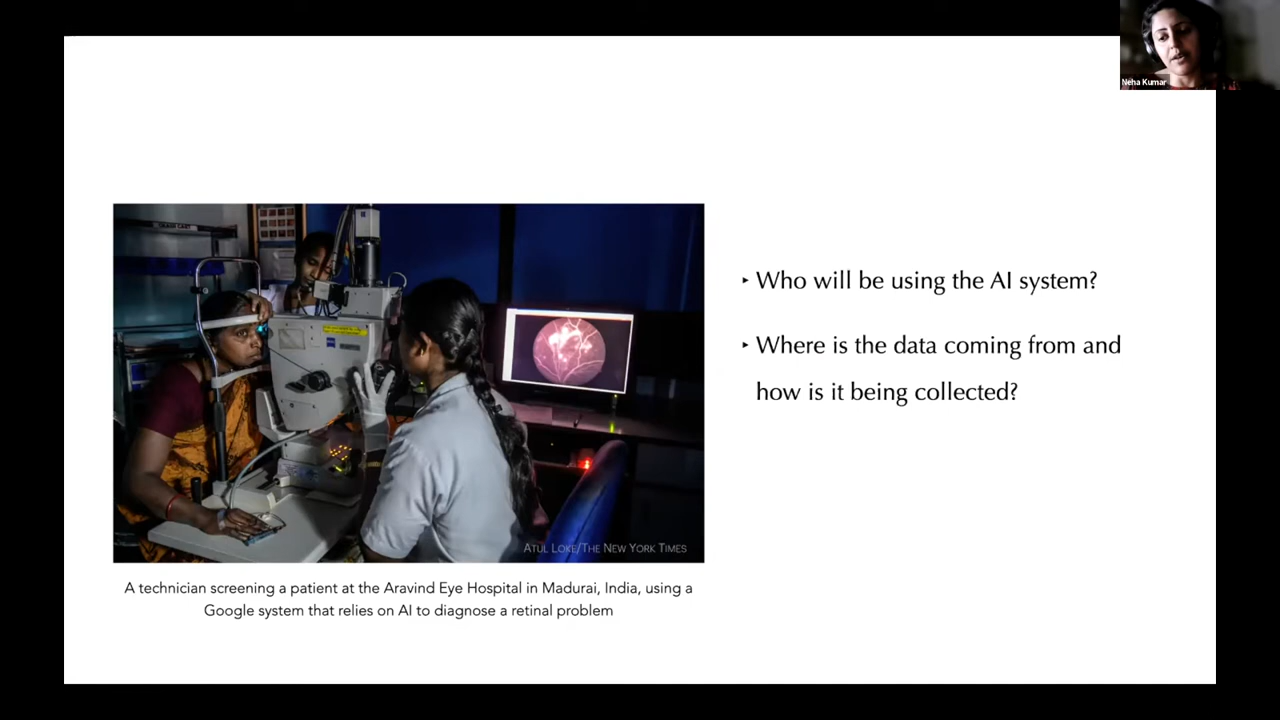 Neha Kumar
‣ Who will be using the AI system?
‣ Where is the data coming from and
how is it being collected?
ATUL LOKE/THE NEW YORK TIMES
A technician screening a patient at the Aravind Eye Hospital in Madurai, India, using a
Google system that relies on AI to diagnose a retinal problem